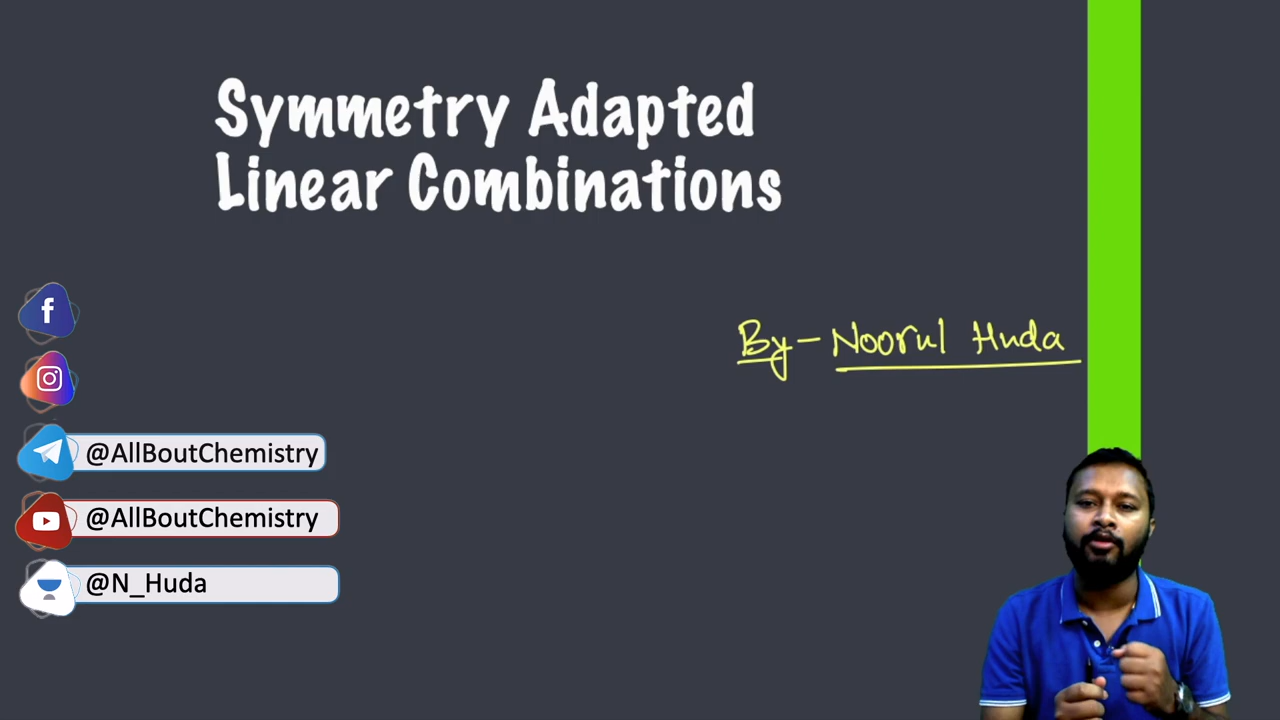 Symmetry Adapted
Linear Combinations
By - Noorul Huda
@AllBoutChemistry
@AllBoutChemistry
@N_Huda